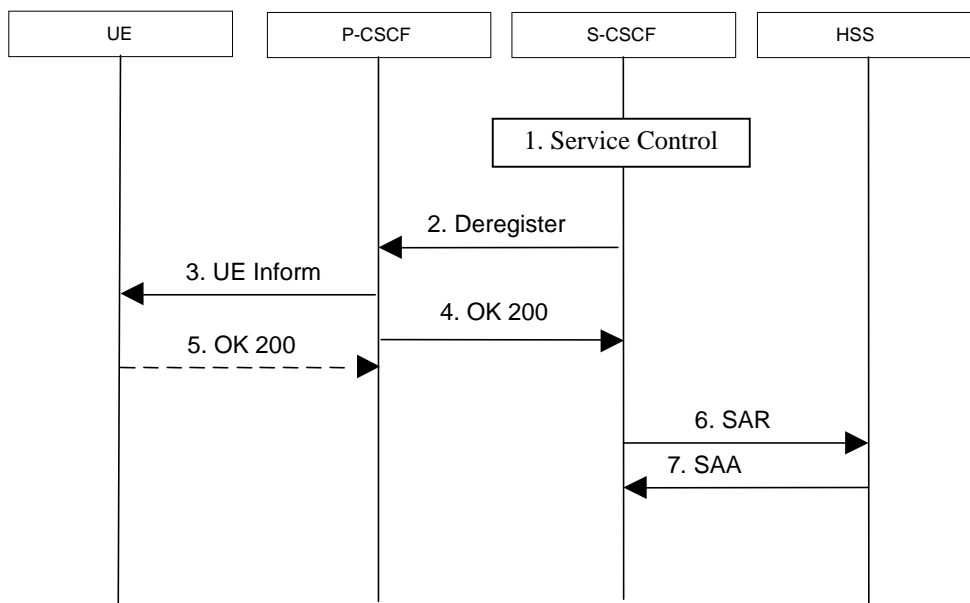 UE
P-CSCF
S-CSCF
HSS
1. Service Control
2. Deregister
3. UE Inform
4. OK 200
5. OK 200
6. SAR
7. SAA